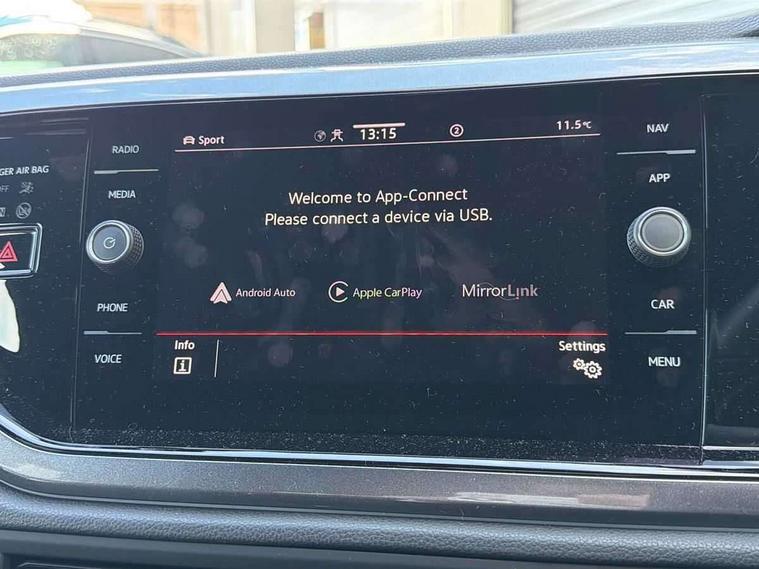 Sport
13:15
2
11.5℃
Welcome to App-Connect
Please connect a device via USB.
Android Auto
Apple CarPlay
MirrorLink
Info
i
Settings
GER AIR BAG
RADIO
MEDIA
PHONE
VOICE
NAV
APP
CAR
MENU